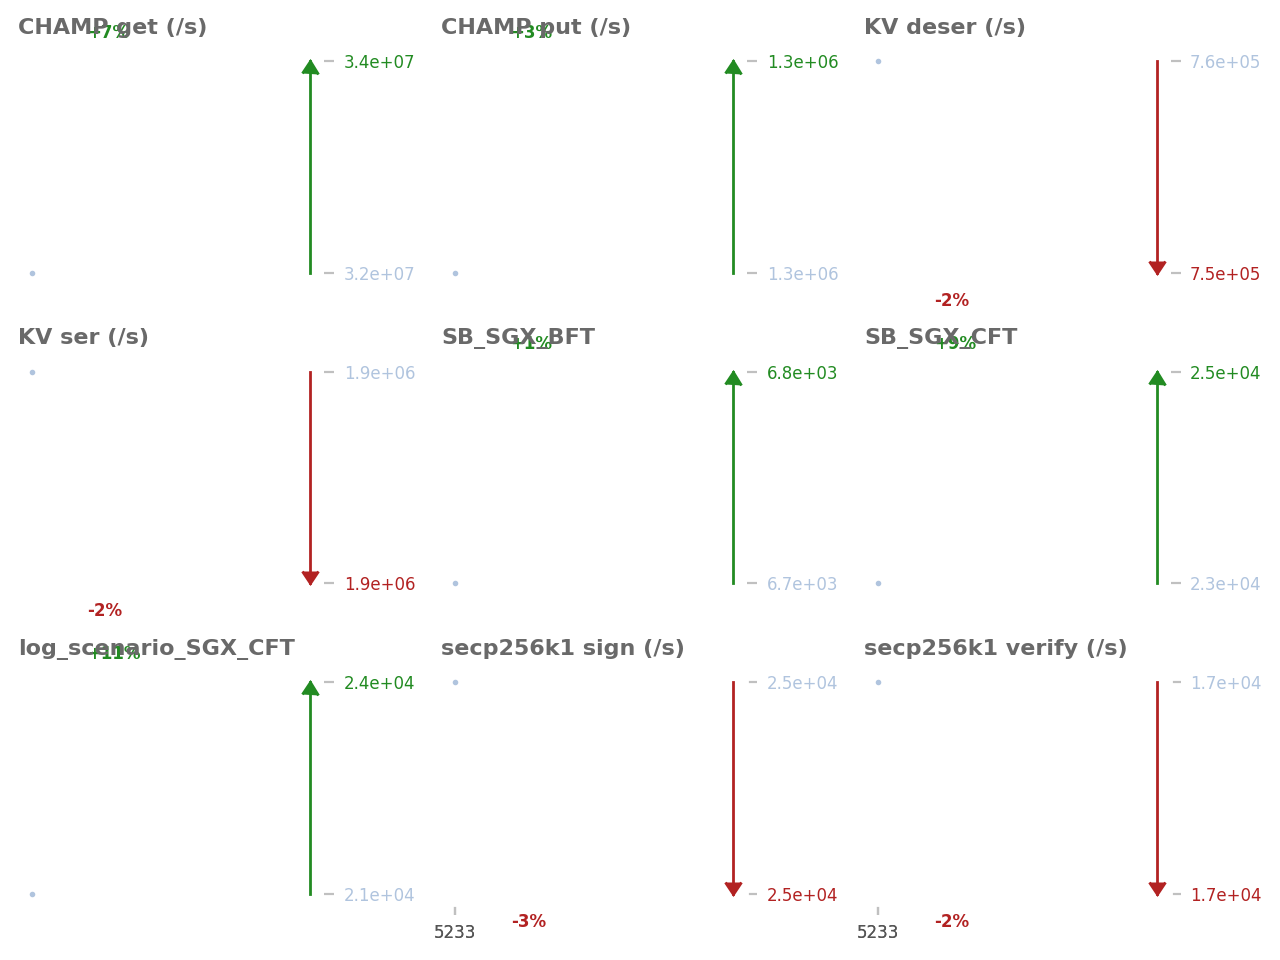 CHAMP get (/s)
+7%
3.4e+07
3.2e+07
CHAMP put (/s)
+3%
1.3e+06
1.3e+06
KV deser (/s)
7.6e+05
7.5e+05
-2%
KV ser (/s)
1.9e+06
1.9e+06
-2%
SB_SGX_BFT
+1%
6.8e+03
6.7e+03
SB_SGX_CFT
+9%
2.5e+04
2.3e+04
log_scenario_SGX_CFT
+11%
2.4e+04
2.1e+04
secp256k1 sign (/s)
2.5e+04
2.5e+04
-3%
5233
secp256k1 verify (/s)
1.7e+04
1.7e+04
-2%
5233